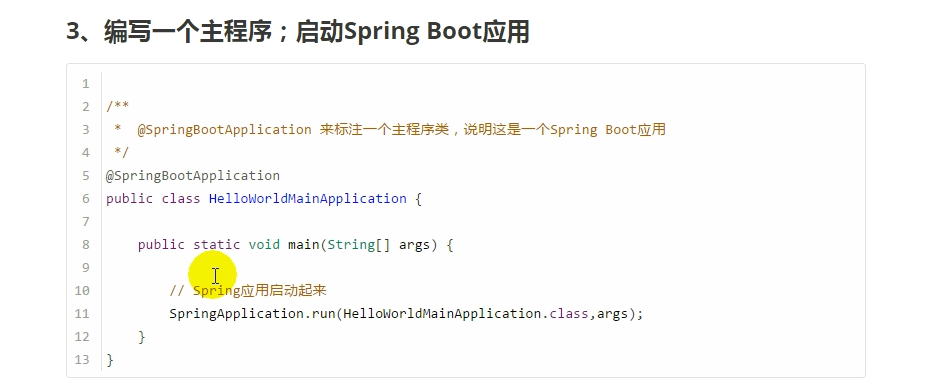 3、编写一个主程序；启动Spring Boot应用
1
2 /**
3  *  @SpringBootApplication 来标注一个主程序类，说明这是一个Spring Boot应用
4  */
5 @SpringBootApplication
6 public class HelloWorldMainApplication {
7
8     public static void main(String[] args) {
9
10         // Spring应用启动起来
11         SpringApplication.run(HelloWorldMainApplication.class,args);
12     }
13 }